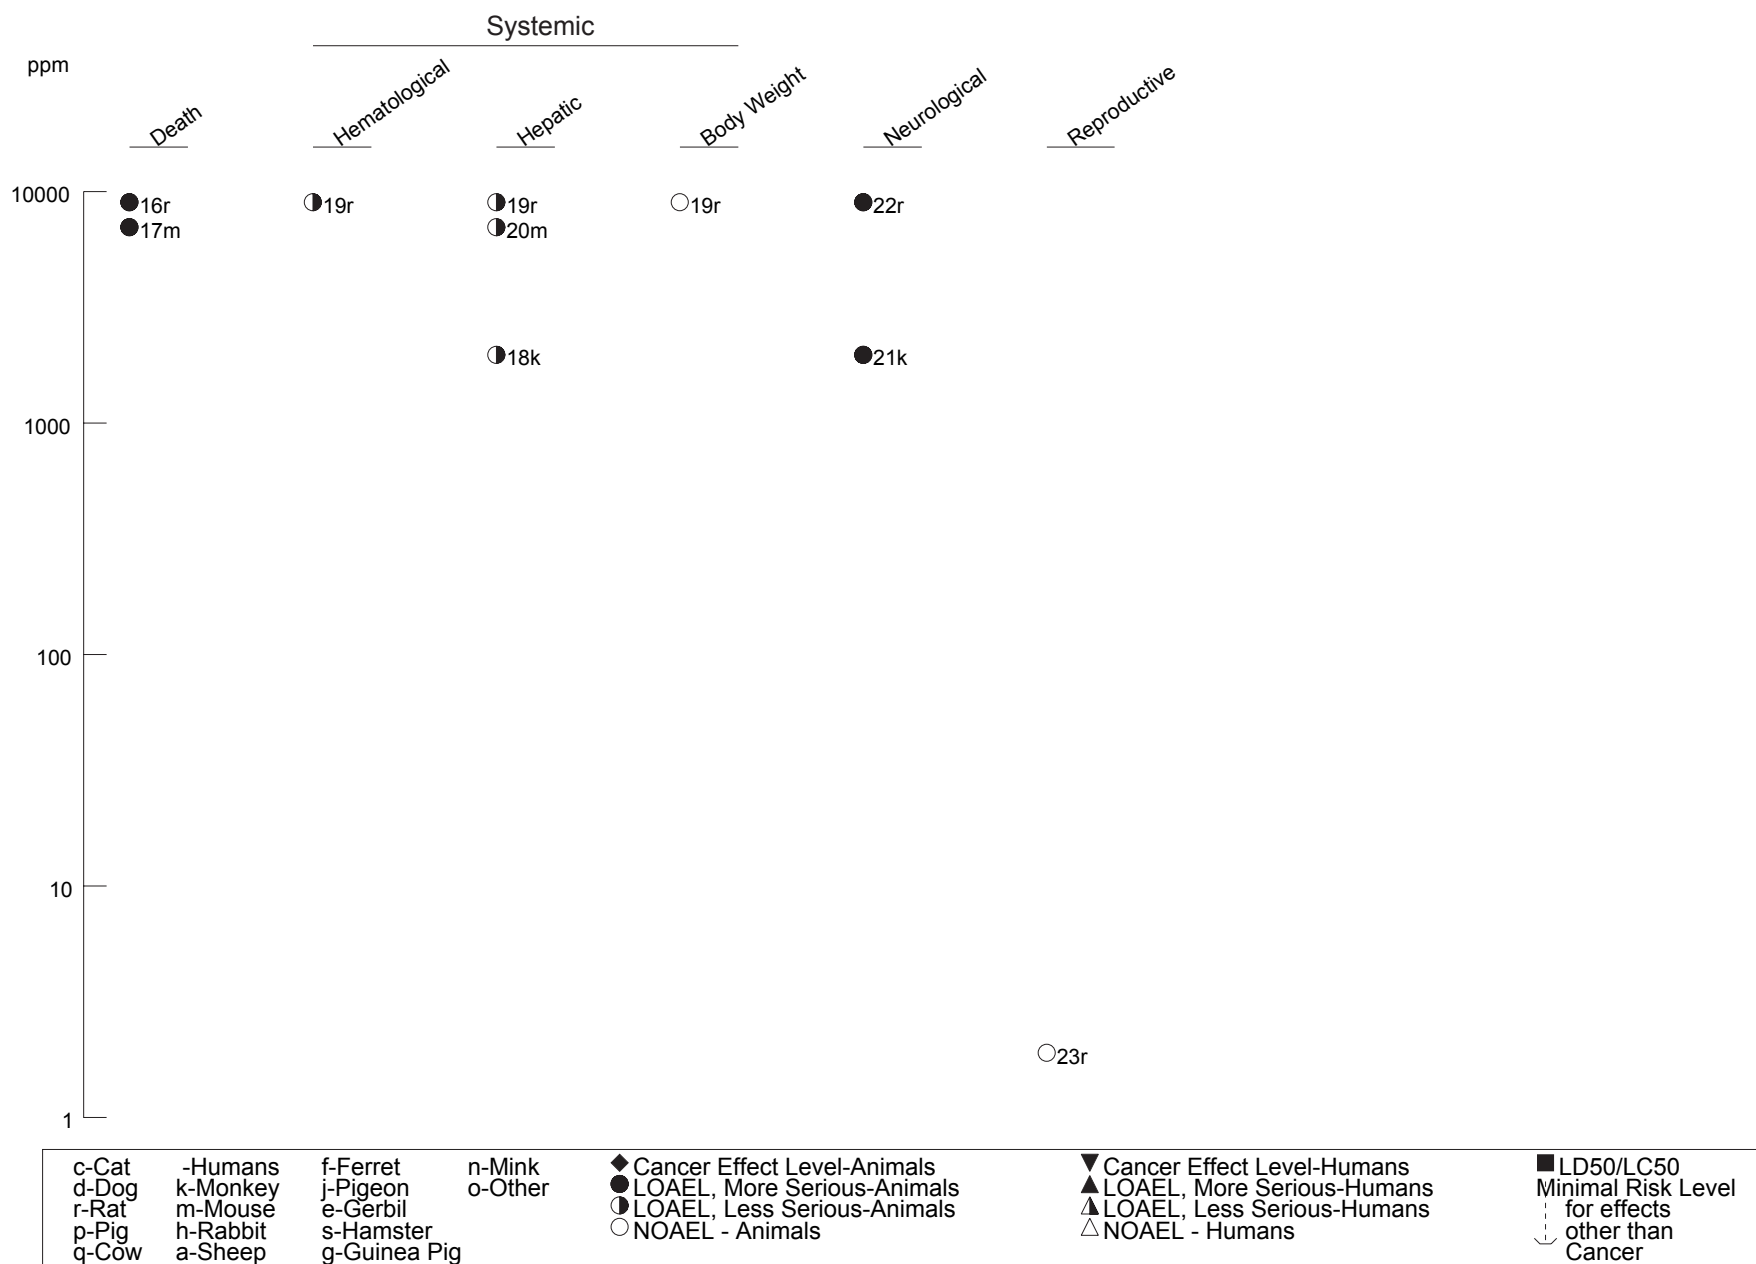 Systemic
ppm
Death
Hematological
Hepatic
Body Weight
Neurological
Reproductive
10000
16r
19r
19r
19r
22r
17m
20m
18k
21k
1000
100
10
23r
1
c-Cat -Humans f-Ferret n-Mink Cancer Effect Level-Animals Cancer Effect Level-Humans LD50/LC50
d-Dog k-Monkey j-Pigeon o-Other LOAEL, More Serious-Animals LOAEL, More Serious-Humans Minimal Risk Level
r-Rat m-Mouse e-Gerbil LOAEL, Less Serious-Animals LOAEL, Less Serious-Humans for effects
p-Pig h-Rabbit s-Hamster NOAEL - Animals NOAEL - Humans other than
q-Cow a-Sheep g-Guinea Pig Cancer